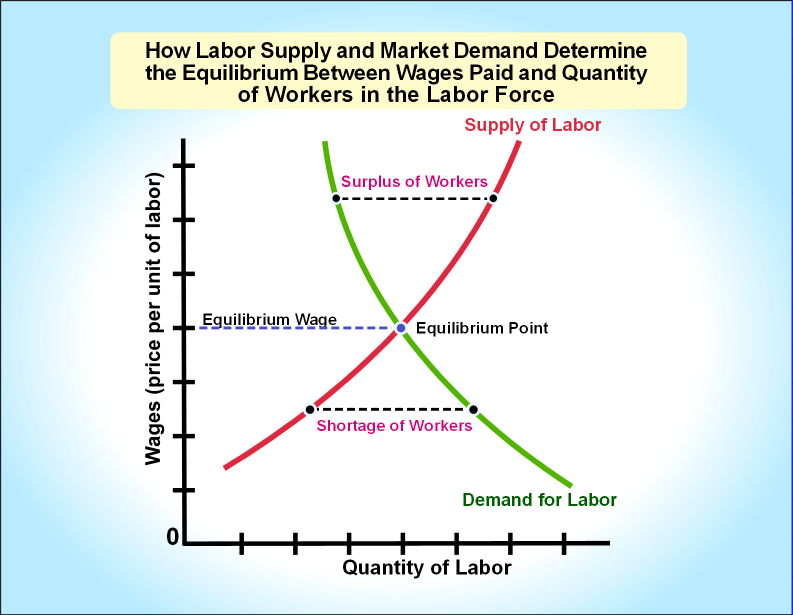 How Labor Supply and Market Demand Determine
the Equilibrium Between Wages Paid and Quantity
of Workers in the Labor Force
Supply of Labor
Surplus of Workers
Wages (price per unit of labor)
Equilibrium Wage
Equilibrium Point
Shortage of Workers
Demand for Labor
0
Quantity of Labor